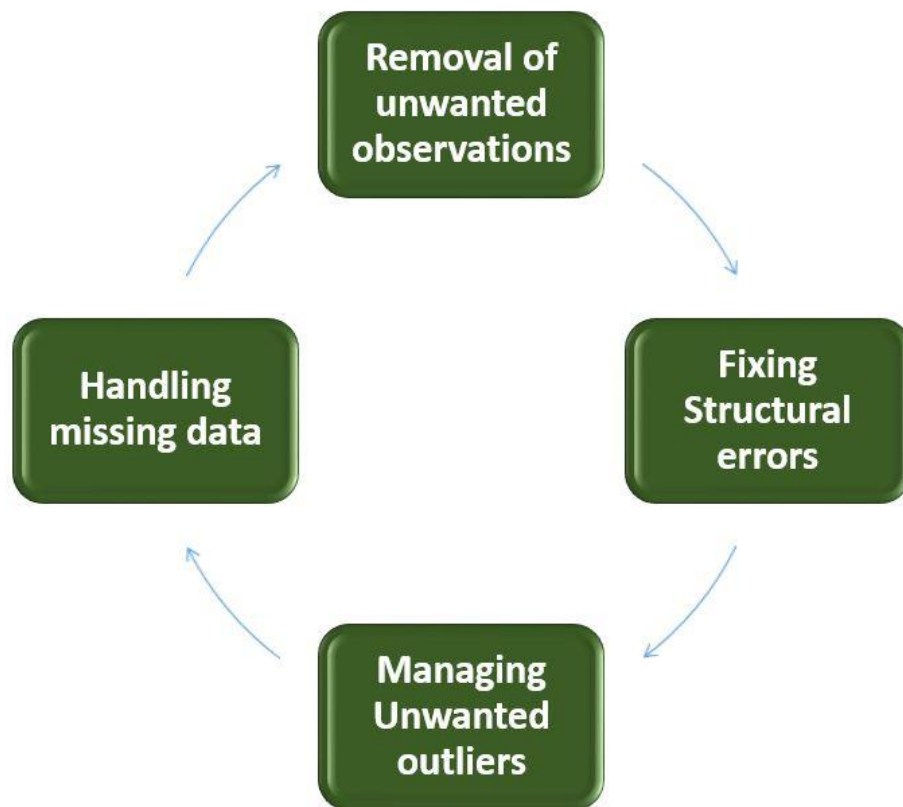 Removal of
unwanted
observations
Handling
missing data
Fixing
Structural
errors
Managing
Unwanted
outliers